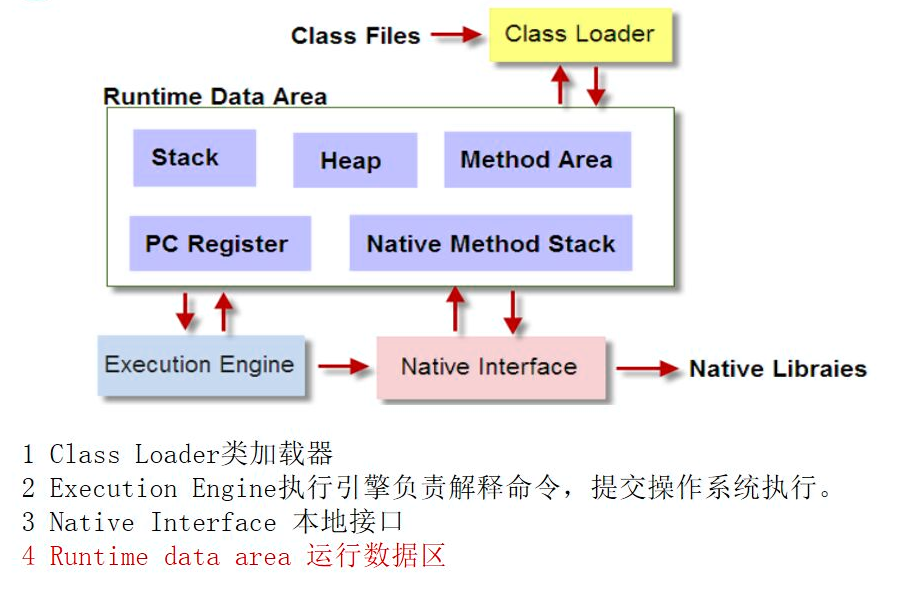 Class Files
Class Loader
Runtime Data Area
Stack
Heap
Method Area
PC Register
Native Method Stack
Execution Engine
Native Interface
Native Libraies
1 Class Loader类加载器
2 Execution Engine执行引擎负责解释命令，提交操作系统执行。
3 Native Interface 本地接口
4 Runtime data area 运行数据区